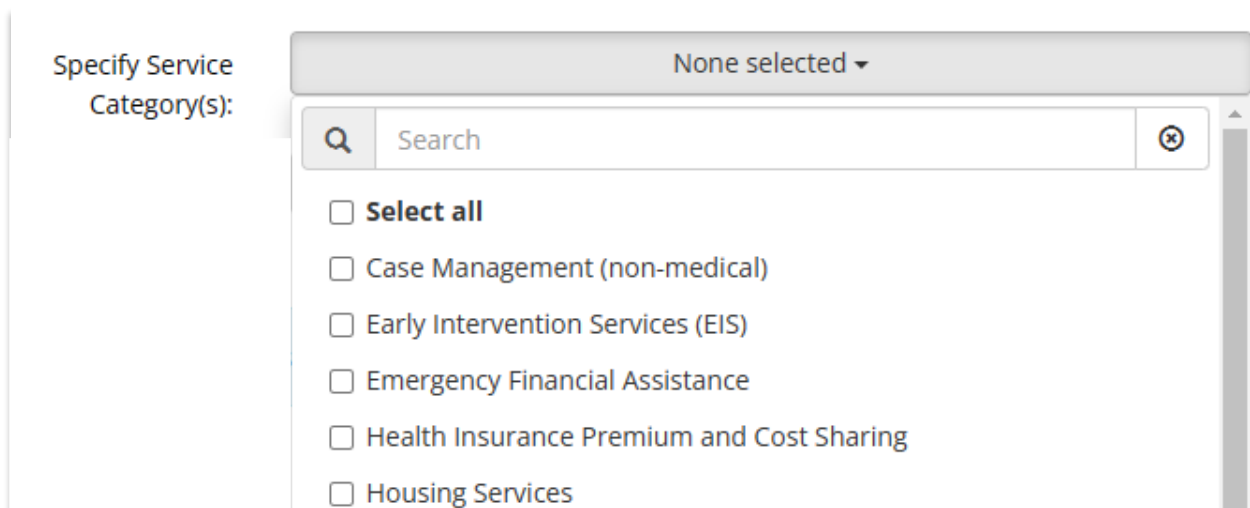 Specify Service
Category(s):
None selected
Search
Select all
Case Management (non-medical)
Early Intervention Services (EIS)
Emergency Financial Assistance
Health Insurance Premium and Cost Sharing
Housing Services